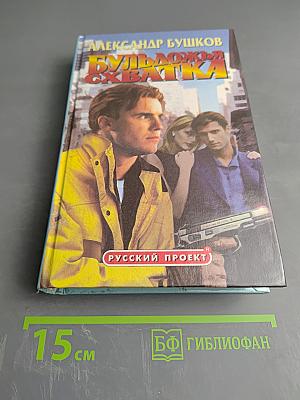 АЛЕКСАНДР БУШКОВ
БУЛЬДОЖЬЯ
СХВАТКА
РУССКИЙ ПРОЕКТ
15 см
БФ ГИБЛИОФАН